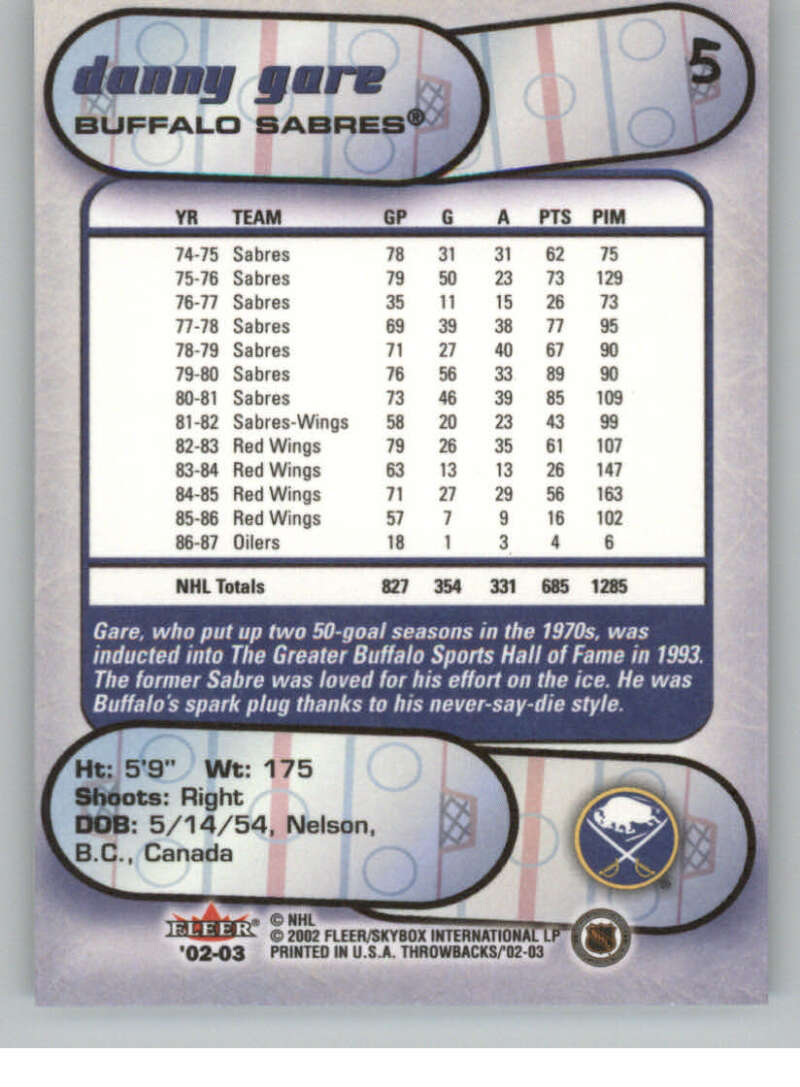 danny gare
BUFFALO SABRES®
5
YR TEAM GP G A PTS PIM
74-75 Sabres 78 31 31 62 75
75-76 Sabres 79 50 23 73 129
76-77 Sabres 35 11 15 26 73
77-78 Sabres 69 39 38 77 95
78-79 Sabres 71 27 40 67 90
79-80 Sabres 76 56 33 89 90
80-81 Sabres 73 46 39 85 109
81-82 Sabres-Wings 58 20 23 43 99
82-83 Red Wings 79 26 35 61 107
83-84 Red Wings 63 13 13 26 147
84-85 Red Wings 71 27 29 56 163
85-86 Red Wings 57 7 9 16 102
86-87 Oilers 18 1 3 4 6
NHL Totals 827 354 331 685 1285
Gare, who put up two 50-goal seasons in the 1970s, was
inducted into The Greater Buffalo Sports Hall of Fame in 1993.
The former Sabre was loved for his effort on the ice. He was
Buffalo's spark plug thanks to his never-say-die style.
Ht: 5'9" Wt: 175
Shoots: Right
DOB: 5/14/54, Nelson,
B.C., Canada
FLEER®
'02-03
© NHL
© 2002 FLEER/SKYBOX INTERNATIONAL LP
PRINTED IN U.S.A. THROWBACKS/'02-03